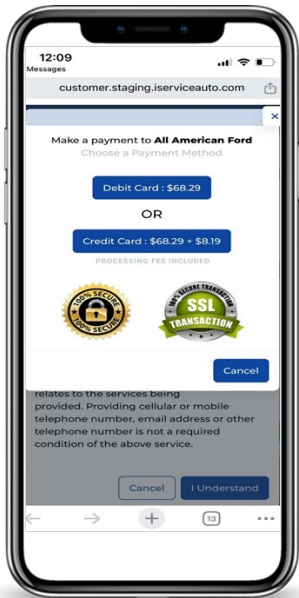 12:09
Messages
customer.staging.iserviceauto.com
×
Make a payment to All American Ford
Choose a Payment Method
Debit Card : $68.29
OR
Credit Card : $68.29 + $8.19
PROCESSING FEE INCLUDED
100% SECURE
100% SECURE
100% SECURE TRANSACTION
SSL
TRANSACTION
Cancel
relates to the services being
provided. Providing cellular or mobile
telephone number, email address or other
telephone number is not a required
condition of the above service.
Cancel
I Understand
13